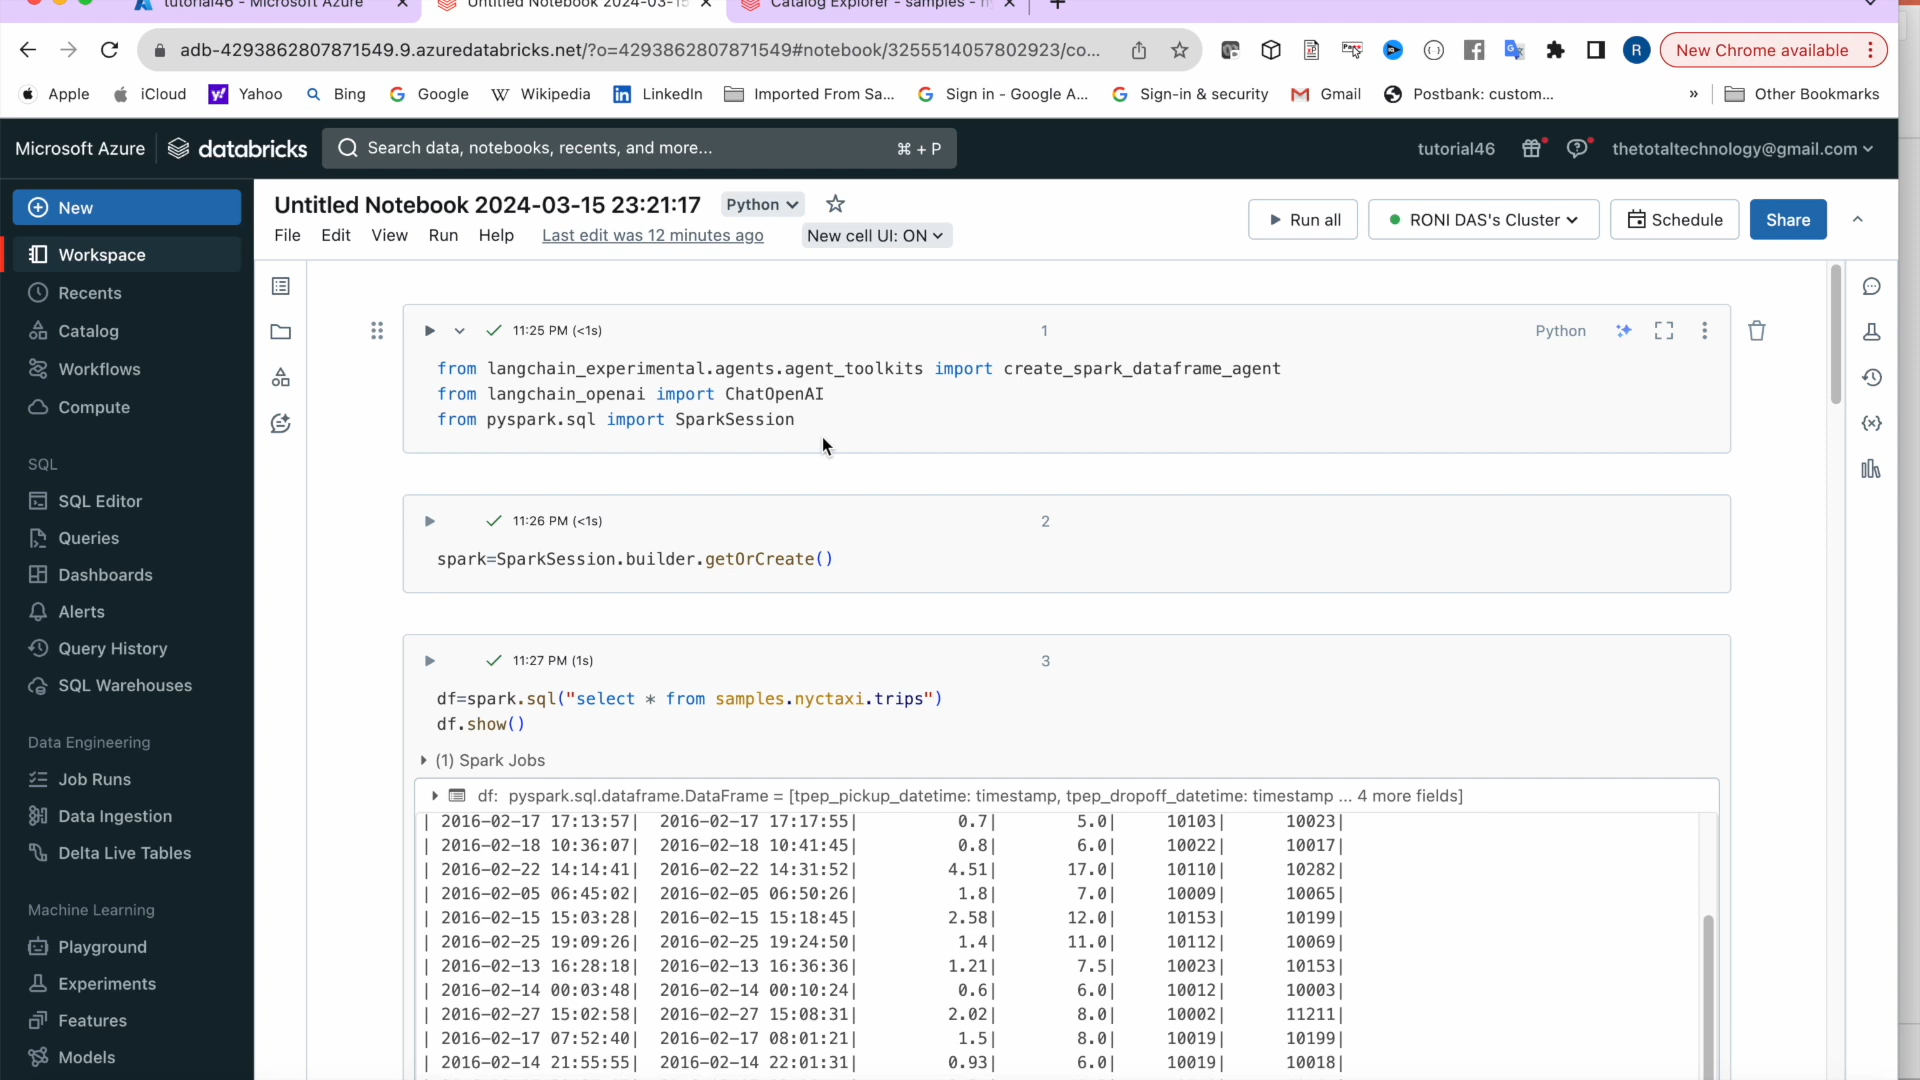 tutorial46 - Microsoft Azure
Untitled Notebook 2024-03-15
Catalog Explorer - samples -
adb-4293862807871549.9.azuredatabricks.net/?o=4293862807871549#notebook/3255514057802923/co...
R
New Chrome available
Apple
iCloud
Yahoo
Bing
Google
Wikipedia
LinkedIn
Imported From Sa...
Sign in - Google A...
Sign-in & security
Gmail
Postbank: custom...
»
Other Bookmarks
Microsoft Azure
databricks
Search data, notebooks, recents, and more...
⌘ + P
tutorial46
thetotaltechnology@gmail.com
New
Workspace
Recents
Catalog
Workflows
Compute
SQL
SQL Editor
Queries
Dashboards
Alerts
Query History
SQL Warehouses
Data Engineering
Job Runs
Data Ingestion
Delta Live Tables
Machine Learning
Playground
Experiments
Features
Models
Untitled Notebook 2024-03-15 23:21:17
Python
File Edit View Run Help
Last edit was 12 minutes ago
New cell UI: ON
Run all
RONI DAS's Cluster
Schedule
Share
11:25 PM (<1s)
1
Python
from langchain_experimental.agents.agent_toolkits import create_spark_dataframe_agent
from langchain_openai import ChatOpenAI
from pyspark.sql import SparkSession
11:26 PM (<1s)
2
spark=SparkSession.builder.getOrCreate()
11:27 PM (1s)
3
df=spark.sql("select * from samples.nyctaxi.trips")
df.show()
(1) Spark Jobs
df: pyspark.sql.dataframe.DataFrame = [tpep_pickup_datetime: timestamp, tpep_dropoff_datetime: timestamp ... 4 more fields]
| 2016-02-17 17:13:57| 2016-02-17 17:17:55| 0.7| 5.0| 10103| 10023|
| 2016-02-18 10:36:07| 2016-02-18 10:41:45| 0.8| 6.0| 10022| 10017|
| 2016-02-22 14:14:41| 2016-02-22 14:31:52| 4.51| 17.0| 10110| 10282|
| 2016-02-05 06:45:02| 2016-02-05 06:50:26| 1.8| 7.0| 10009| 10065|
| 2016-02-15 15:03:28| 2016-02-15 15:18:45| 2.58| 12.0| 10153| 10199|
| 2016-02-25 19:09:26| 2016-02-25 19:24:50| 1.4| 11.0| 10112| 10069|
| 2016-02-13 16:28:18| 2016-02-13 16:36:36| 1.21| 7.5| 10023| 10153|
| 2016-02-14 00:03:48| 2016-02-14 00:10:24| 0.6| 6.0| 10012| 10003|
| 2016-02-27 15:02:58| 2016-02-27 15:08:31| 2.02| 8.0| 10002| 11211|
| 2016-02-17 07:52:40| 2016-02-17 08:01:21| 1.5| 8.0| 10019| 10199|
| 2016-02-14 21:55:55| 2016-02-14 22:01:31| 0.93| 6.0| 10019| 10018|